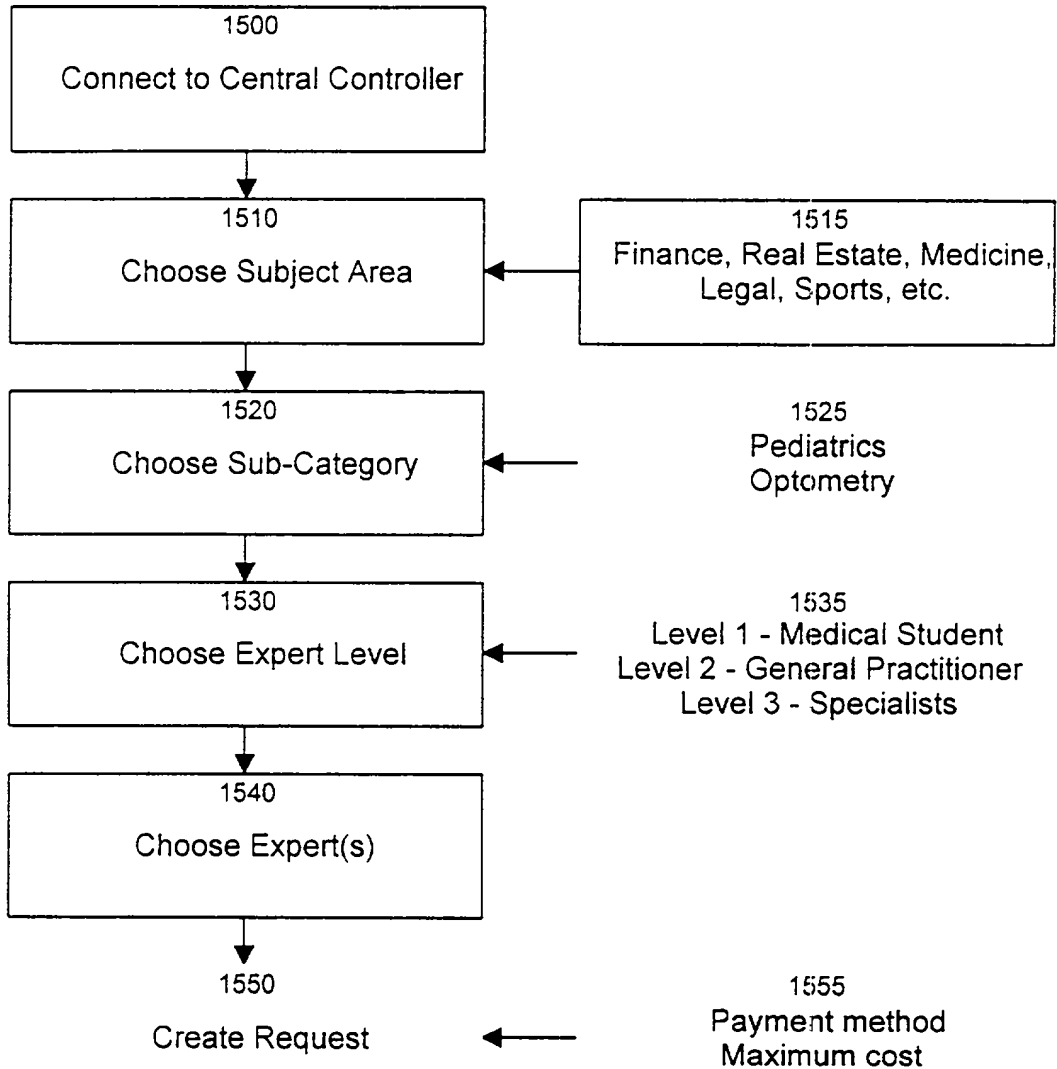 1500
Connect to Central Controller
1510
Choose Subject Area
1515
Finance, Real Estate, Medicine,
Legal, Sports, etc.
1520
Choose Sub-Category
1525
Pediatrics
Optometry
1530
Choose Expert Level
1535
Level 1 - Medical Student
Level 2 - General Practitioner
Level 3 - Specialists
1540
Choose Expert(s)
1550
Create Request
1555
Payment method
Maximum cost